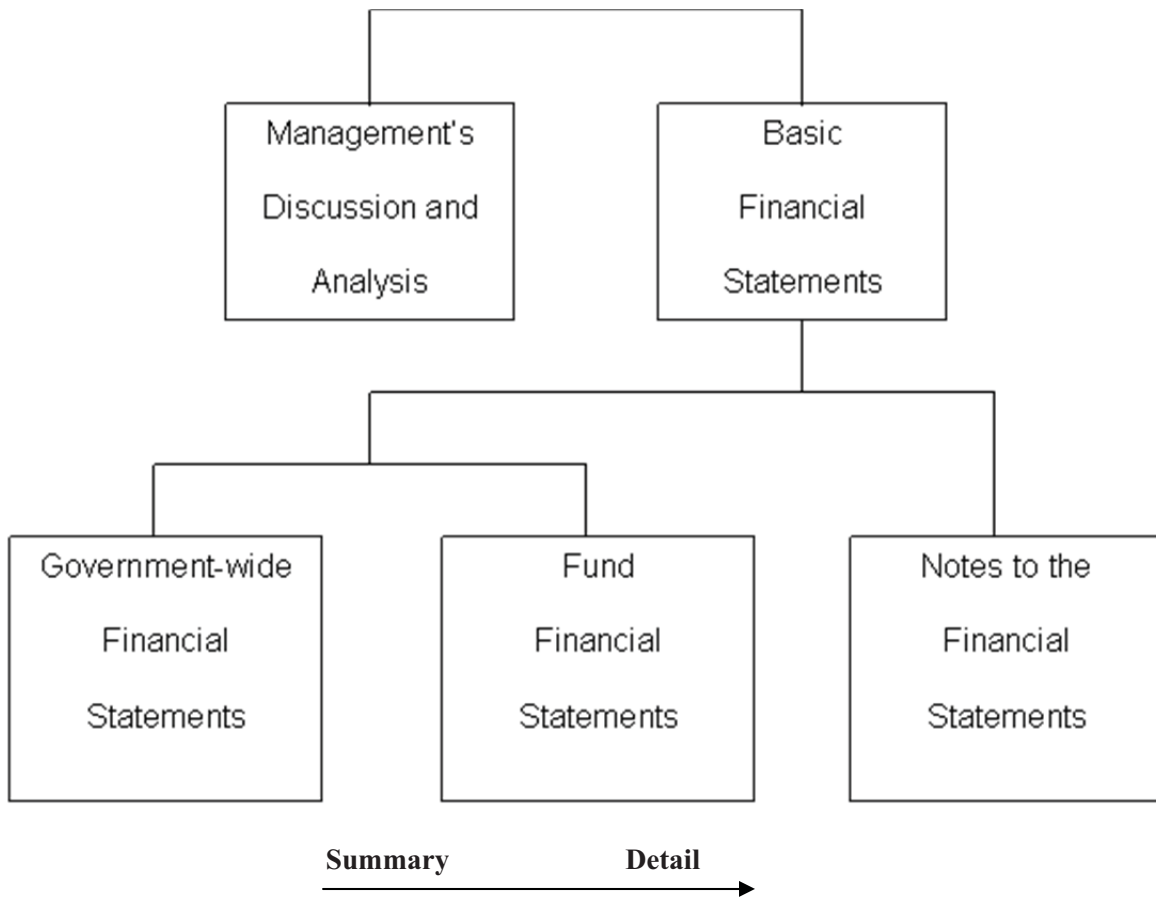 Management's
Discussion and
Analysis
Basic
Financial
Statements
Government-wide
Financial
Statements
Fund
Financial
Statements
Notes to the
Financial
Statements
Summary Detail